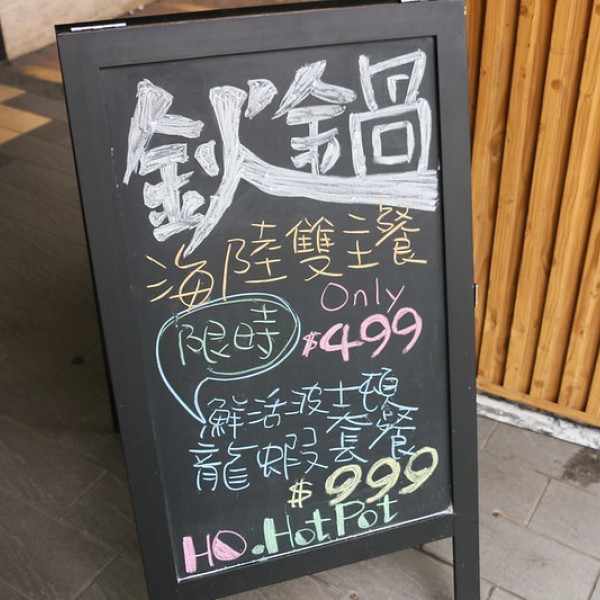 鈥鍋
海陸雙主餐
Only
限時
$499
鮮活波士頓
龍蝦套餐
$999
HO.HotPot